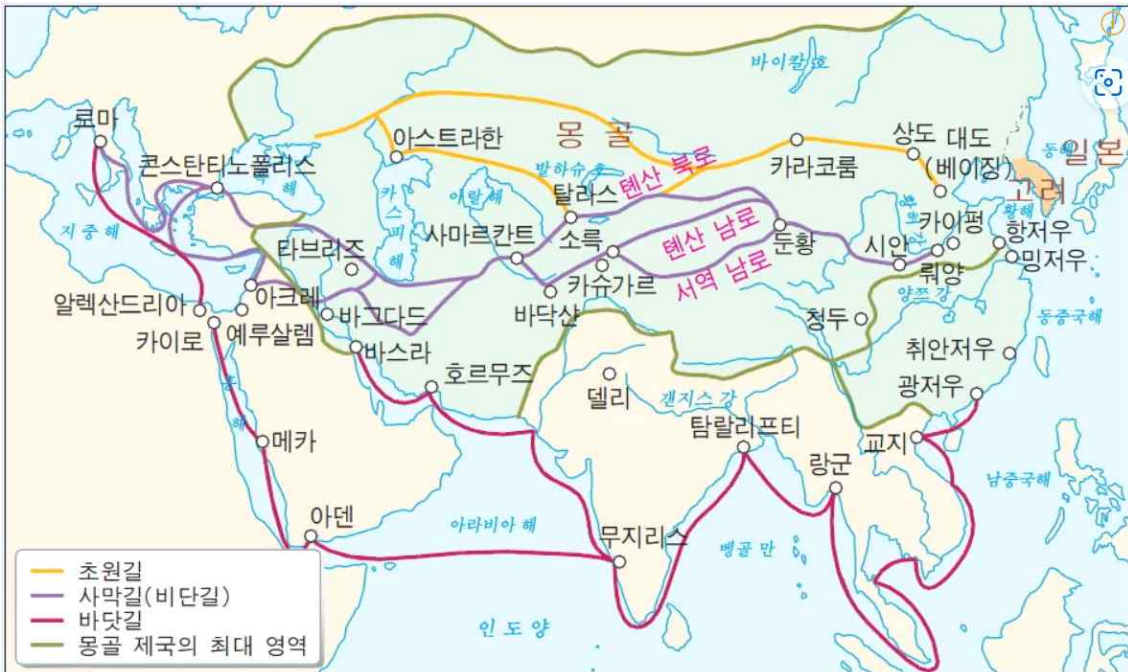 바이칼 호
로마
아스트라한
몽골
상도
대도
(베이징)
동해
일본
콘스탄티노폴리스
흑해
발하슈 호
톈산 북로
카라코룸
고려
카스피 해
아랄 해
탈라스
황해
지중해
사마르칸트
소륵
톈산 남로
둔황
시안
카이펑
항저우
타브리즈
카슈가르
서역 남로
뤄양
밍저우
알렉산드리아
아크레
바그다드
바닥샨
청두
양쯔 강
동중국해
카이로
예루살렘
바스라
취안저우
호르무즈
델리
갠지스 강
광저우
홍해
메카
탐랄리프티
교지
랑군
남중국해
아덴
아라비아 해
무지리스
벵골 만
인도양
초원길
사막길(비단길)
바닷길
몽골 제국의 최대 영역